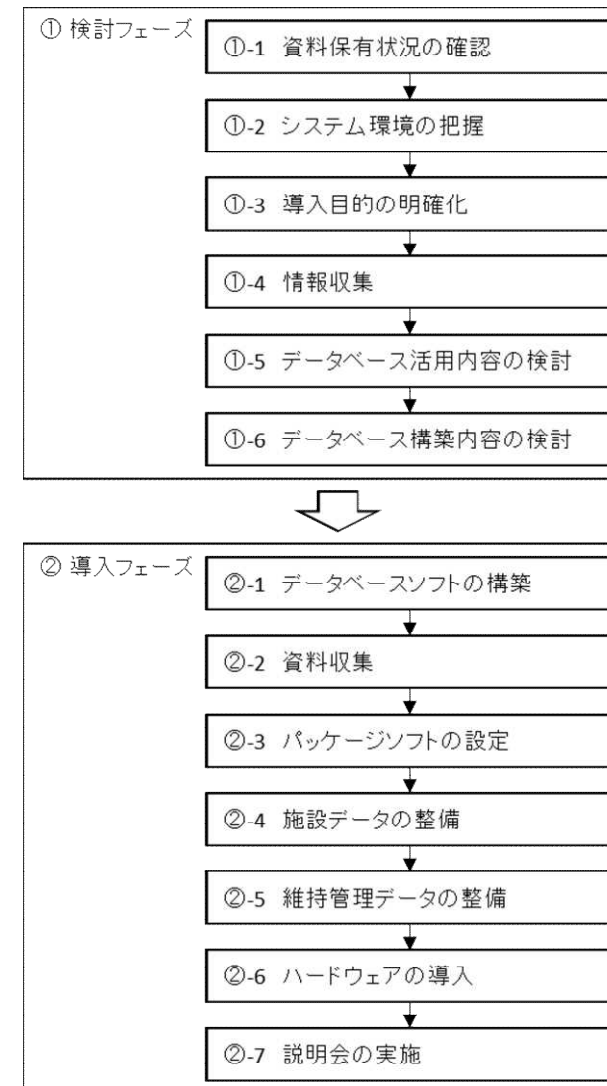 ① 検討フェーズ
①-1 資料保有状況の確認
①-2 システム環境の把握
①-3 導入目的の明確化
①-4 情報収集
①-5 データベース活用内容の検討
①-6 データベース構築内容の検討
② 導入フェーズ
②-1 データベースソフトの構築
②-2 資料収集
②-3 パッケージソフトの設定
②-4 施設データの整備
②-5 維持管理データの整備
②-6 ハードウェアの導入
②-7 説明会の実施